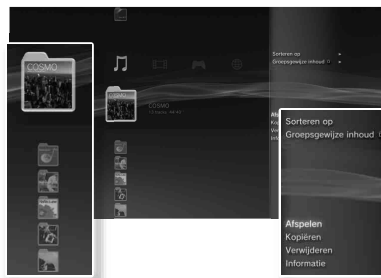 COSMO
Sorteren op
Groepsgewijze inhoud
COSMO
Sorteren op
Groepsgewijze inhoud
Afspelen
Kopiëren
Verwijderen
Informatie